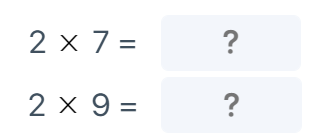 2 × 7 = ?
2 × 9 = ?